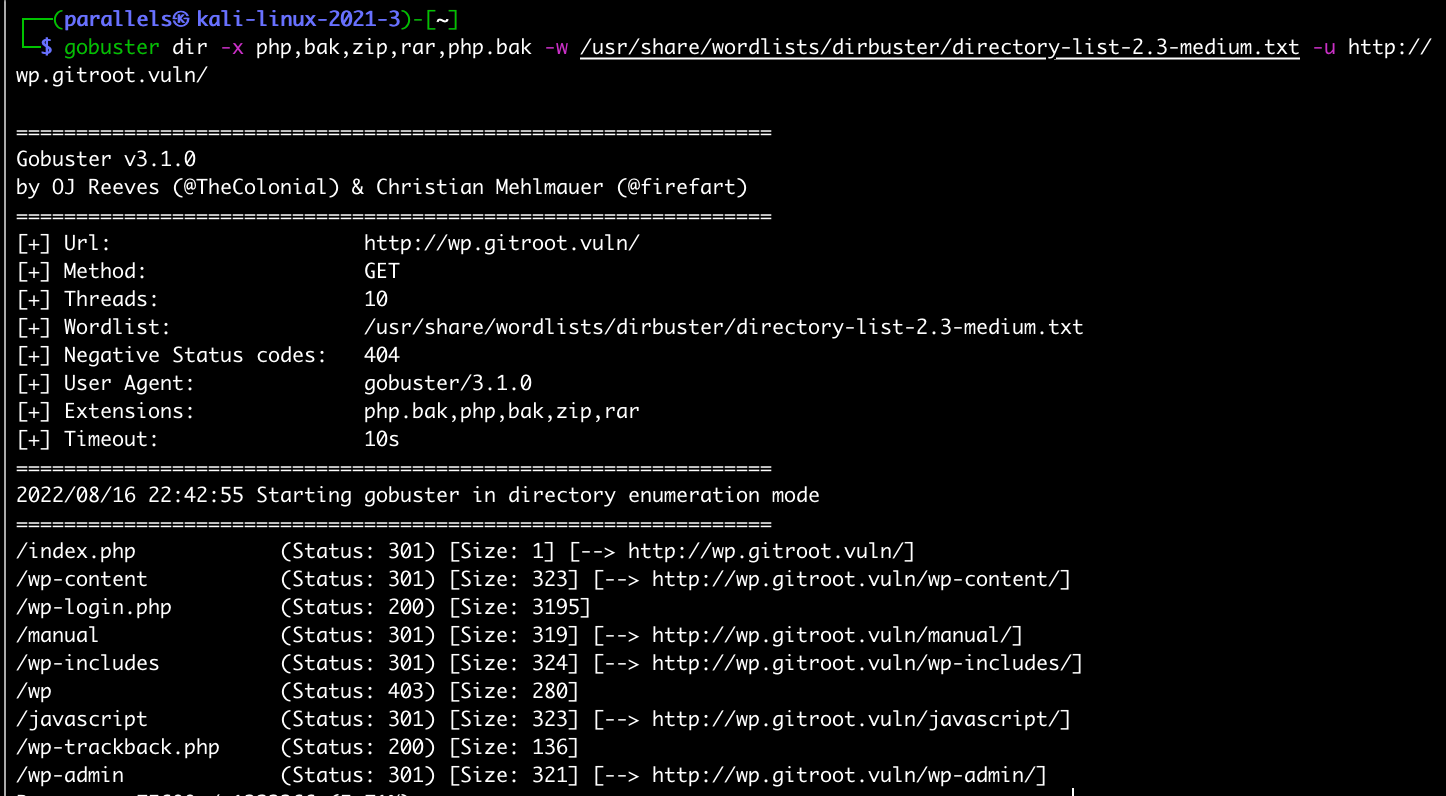 (parallels㉿kali-linux-2021-3)-[~]
$ gobuster dir -x php,bak,zip,rar,php.bak -w /usr/share/wordlists/dirbuster/directory-list-2.3-medium.txt -u http://
wp.gitroot.vuln/
===============================================================
Gobuster v3.1.0
by OJ Reeves (@TheColonial) & Christian Mehlmauer (@firefart)
===============================================================
[+] Url:                     http://wp.gitroot.vuln/
[+] Method:                  GET
[+] Threads:                 10
[+] Wordlist:                /usr/share/wordlists/dirbuster/directory-list-2.3-medium.txt
[+] Negative Status codes:   404
[+] User Agent:              gobuster/3.1.0
[+] Extensions:              php.bak,php,bak,zip,rar
[+] Timeout:                 10s
===============================================================
2022/08/16 22:42:55 Starting gobuster in directory enumeration mode
===============================================================
/index.php            (Status: 301) [Size: 1] [--> http://wp.gitroot.vuln/]
/wp-content           (Status: 301) [Size: 323] [--> http://wp.gitroot.vuln/wp-content/]
/wp-login.php         (Status: 200) [Size: 3195]
/manual               (Status: 301) [Size: 319] [--> http://wp.gitroot.vuln/manual/]
/wp-includes          (Status: 301) [Size: 324] [--> http://wp.gitroot.vuln/wp-includes/]
/wp                   (Status: 403) [Size: 280]
/javascript           (Status: 301) [Size: 323] [--> http://wp.gitroot.vuln/javascript/]
/wp-trackback.php     (Status: 200) [Size: 136]
/wp-admin             (Status: 301) [Size: 321] [--> http://wp.gitroot.vuln/wp-admin/]